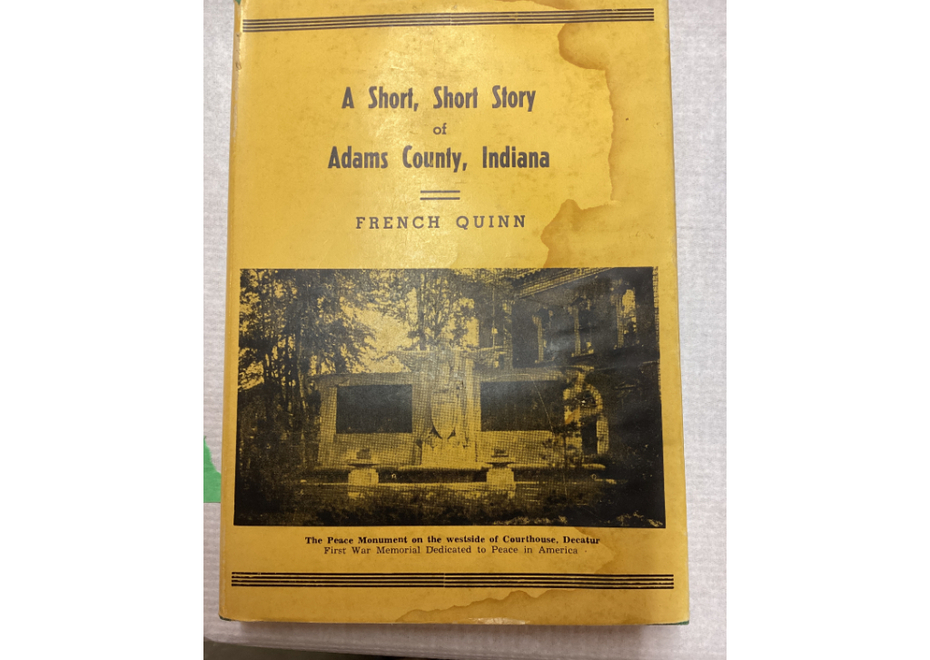 A Short, Short Story
of
Adams County, Indiana
FRENCH QUINN
The Peace Monument on the westside of Courthouse, Decatur
First War Memorial Dedicated to Peace in America